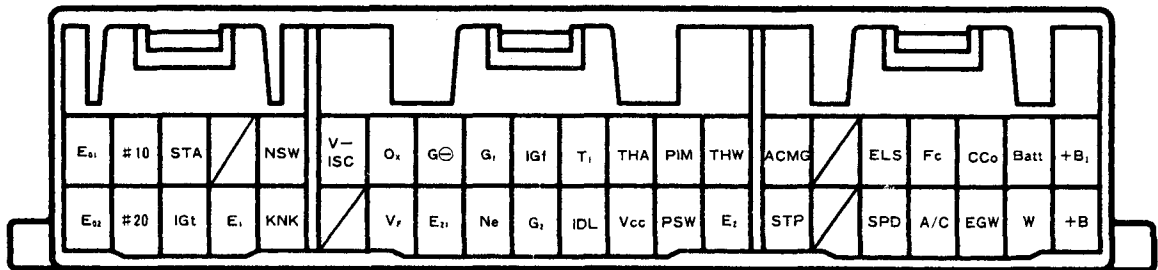 E₀₁ #10 STA NSW V-ISC Oₓ G⊖ G₁ IGf T₁ THA PIM THW ACMG ELS Fc CCo Batt +B₁
E₀₂ #20 IGt E₁ KNK V_F E₂₁ Ne G₂ IDL Vcc PSW E₂ STP SPD A/C EGW W +B